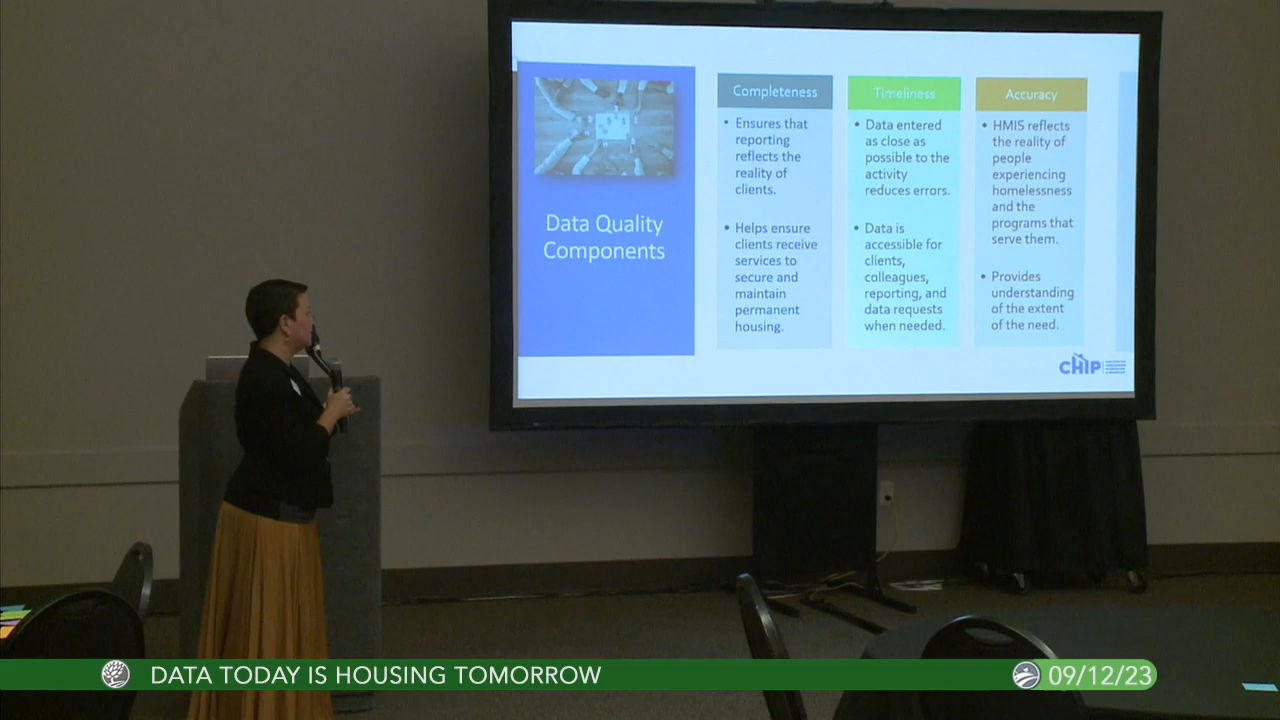 Data Quality
Components
Completeness
• Ensures that
reporting
reflects the
reality of
clients.
• Helps ensure
clients receive
services to
secure and
maintain
permanent
housing.
Timeliness
• Data entered
as close as
possible to the
activity
reduces errors.
• Data is
accessible for
clients,
colleagues,
reporting, and
data requests
when needed.
Accuracy
• HMIS reflects
the reality of
people
experiencing
homelessness
and the
programs that
serve them.
• Provides
understanding
of the extent
of the need.
CHIP
DATA TODAY IS HOUSING TOMORROW
09/12/23